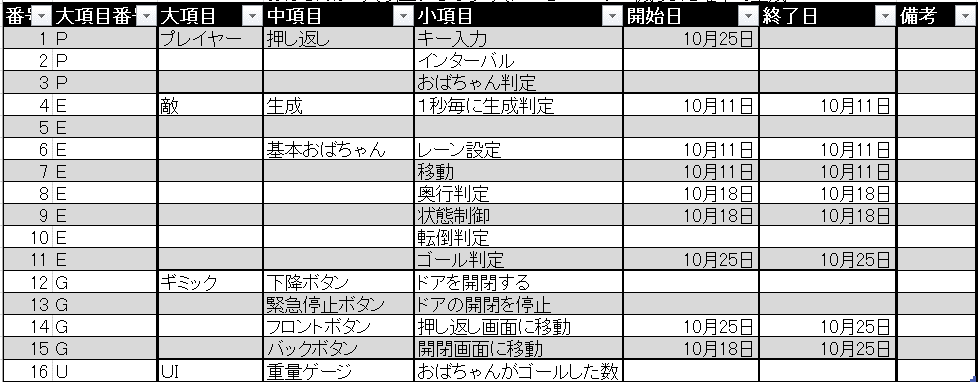 番号 大項目番号 大項目 中項目 小項目 開始日 終了日 備考
1 P プレイヤー 押し返し キー入力 10月25日
2 P インターバル
3 P おばちゃん判定
4 E 敵 生成 1秒毎に生成判定 10月11日 10月11日
5 E
6 E 基本おばちゃん レーン設定 10月11日 10月11日
7 E 移動 10月11日 10月11日
8 E 奥行判定 10月18日 10月18日
9 E 状態制御 10月18日 10月18日
10 E 転倒判定
11 E ゴール判定 10月25日 10月25日
12 G ギミック 下降ボタン ドアを開閉する
13 G 緊急停止ボタン ドアの開閉を停止
14 G フロントボタン 押し返し画面に移動 10月25日 10月25日
15 G バックボタン 開閉画面に移動 10月18日 10月25日
16 U UI 重量ゲージ おばちゃんがゴールした数